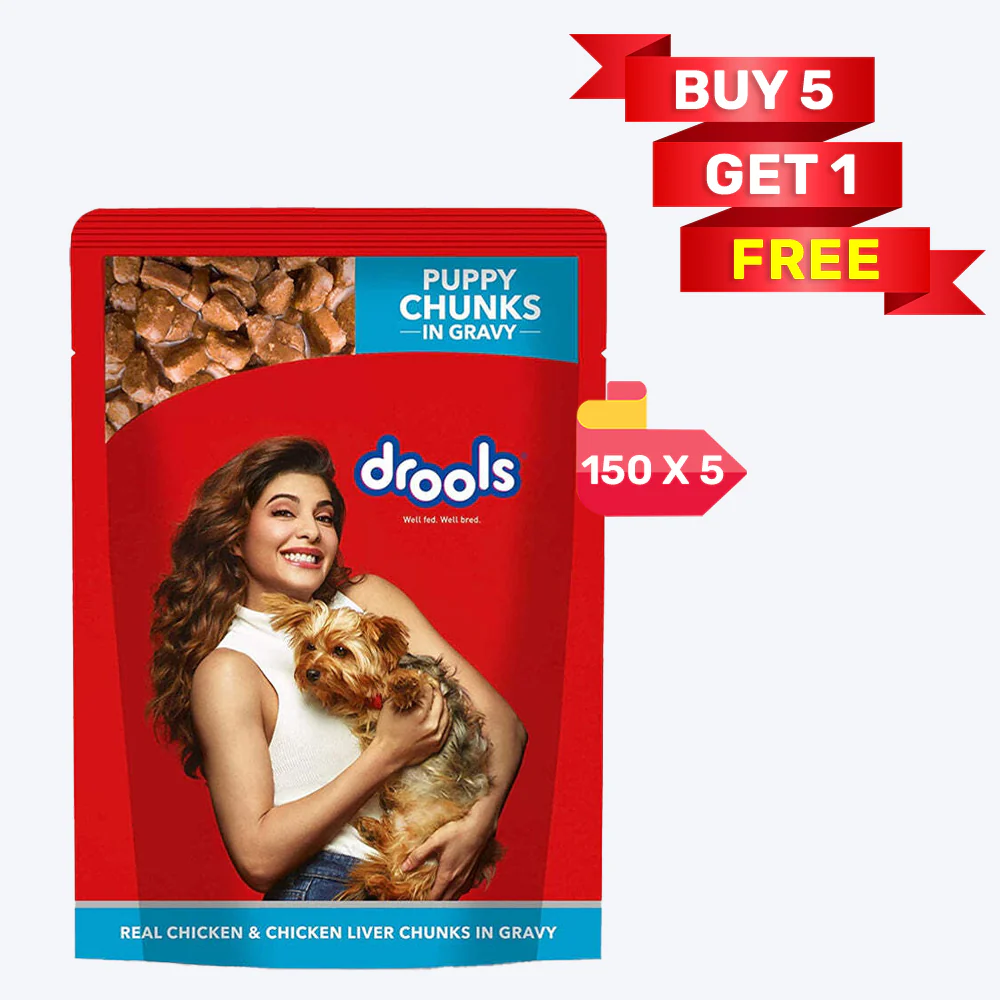 BUY 5
GET 1
FREE
PUPPY
CHUNKS
IN GRAVY
drools
Well fed. Well bred.
150 X 5
REAL CHICKEN & CHICKEN LIVER CHUNKS IN GRAVY